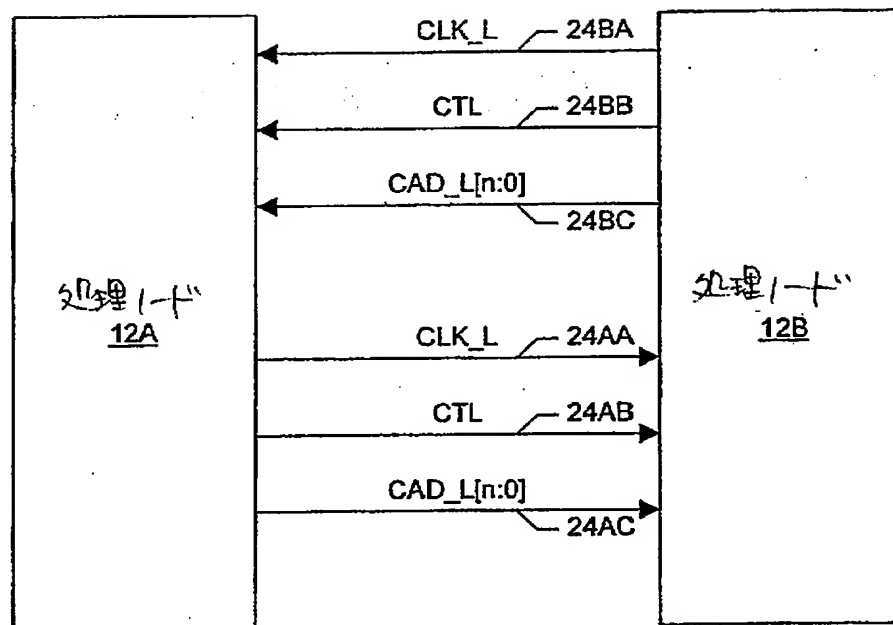 CLK_L 24BA
CTL 24BB
CAD_L[n:0]
24BC
処理ノード
12A
処理ノード
12B
CLK_L 24AA
CTL 24AB
CAD_L[n:0]
24AC